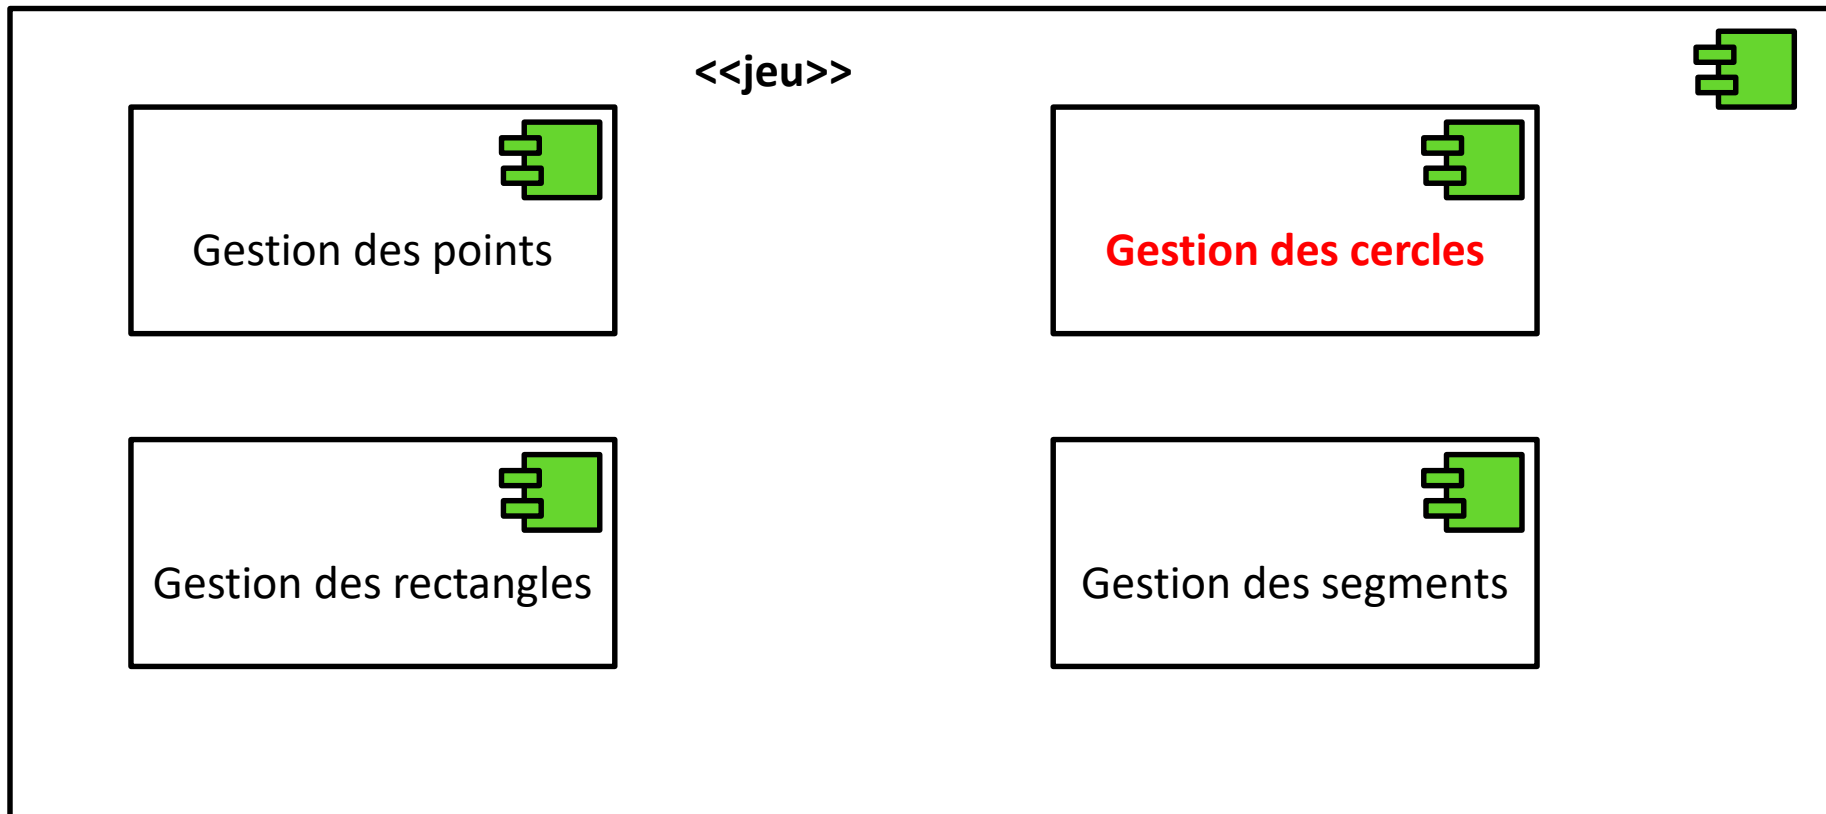 <<jeu>>
Gestion des points
Gestion des cercles
Gestion des rectangles
Gestion des segments